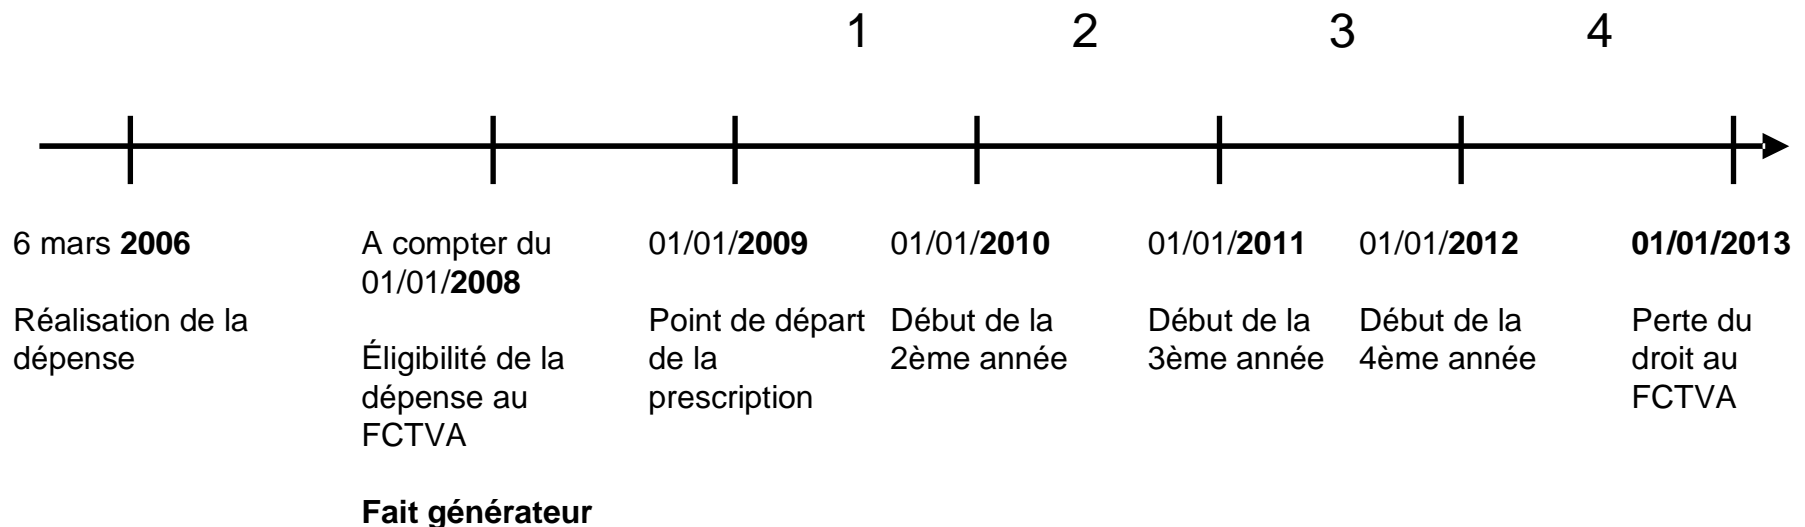 1 2 3 4
6 mars 2006
Réalisation de la
dépense
A compter du
01/01/2008
Éligibilité de la
dépense au
FCTVA
Fait générateur
01/01/2009
Point de départ
de la
prescription
01/01/2010
Début de la
2ème année
01/01/2011
Début de la
3ème année
01/01/2012
Début de la
4ème année
01/01/2013
Perte du
droit au
FCTVA